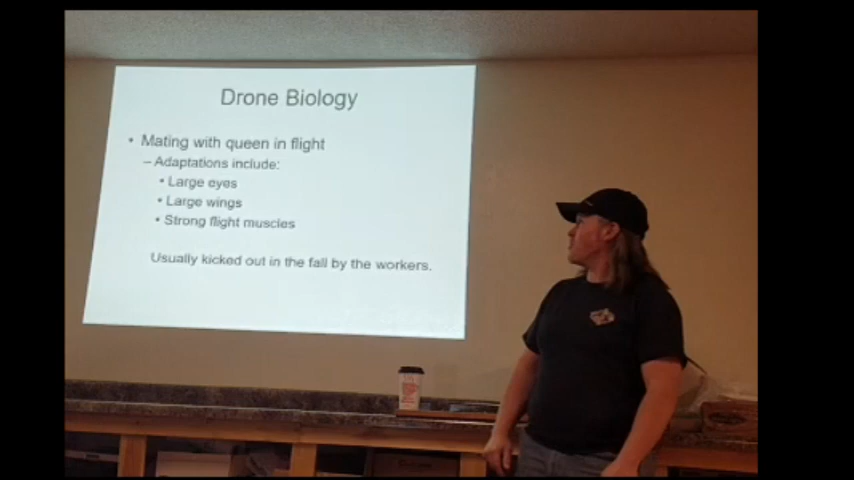 Drone Biology
• Mating with queen in flight
– Adaptations include:
• Large eyes
• Large wings
• Strong flight muscles
Usually kicked out in the fall by the workers.